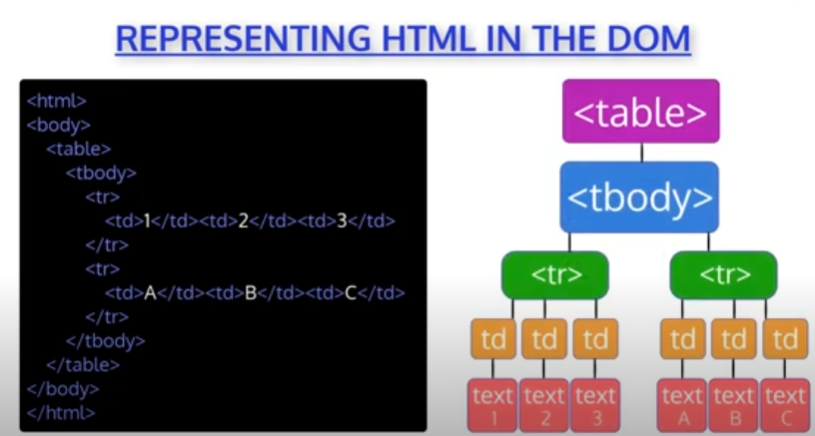 REPRESENTING HTML IN THE DOM
<html>
<body>
<table>
<tbody>
<tr>
<td>1</td><td>2</td><td>3</td>
</tr>
<tr>
<td>A</td><td>B</td><td>C</td>
</tr>
</tbody>
</table>
</body>
</html>
<table>
<tbody>
<tr> <tr>
td td td td td td
text text text text text text
1 2 3 A B C